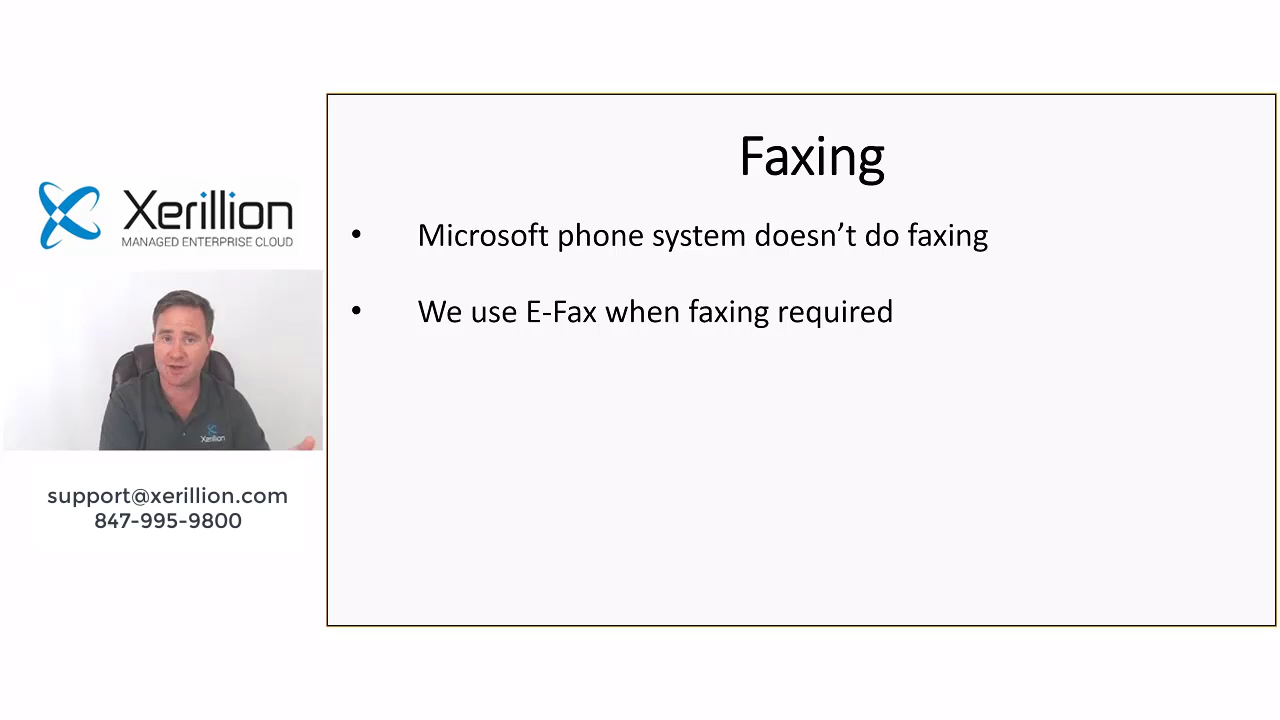 Xerillion
MANAGED ENTERPRISE CLOUD
Xerillion
support@xerillion.com
847-995-9800
Faxing
• Microsoft phone system doesn’t do faxing
• We use E-Fax when faxing required